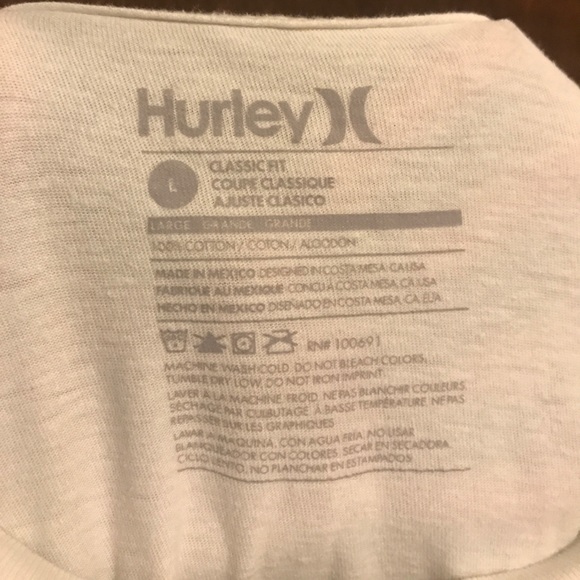 Hurley
L
CLASSIC FIT
COUPE CLASSIQUE
AJUSTE CLASICO
LARGE GRANDE GRANDE
100% COTTON / COTON / ALGODON
MADE IN MEXICO DESIGNED IN COSTA MESA, CA USA
FABRIQUÉ AU MEXIQUE CONCU À COSTA MESA, CA USA
HECHO EN MEXICO DISEÑADO EN COSTA MESA, CA EUA
RN# 100691
MACHINE WASH COLD. DO NOT BLEACH COLORS.
TUMBLE DRY LOW. DO NOT IRON IMPRINT.
LAVER À LA MACHINE FROID. NE PAS BLANCHIR COULEURS.
SÉCHAGE PAR CULBUTAGE À BASSE TEMPÉRATURE. NE PAS
REPASSER SUR LES GRAPHIQUES
LAVAR A MAQUINA, CON AGUA FRIA. NO USAR
BLANQUEADOR CON COLORES. SECAR EN SECADORA,
CICLO LENTO. NO PLANCHAR EN ESTAMPADOS.